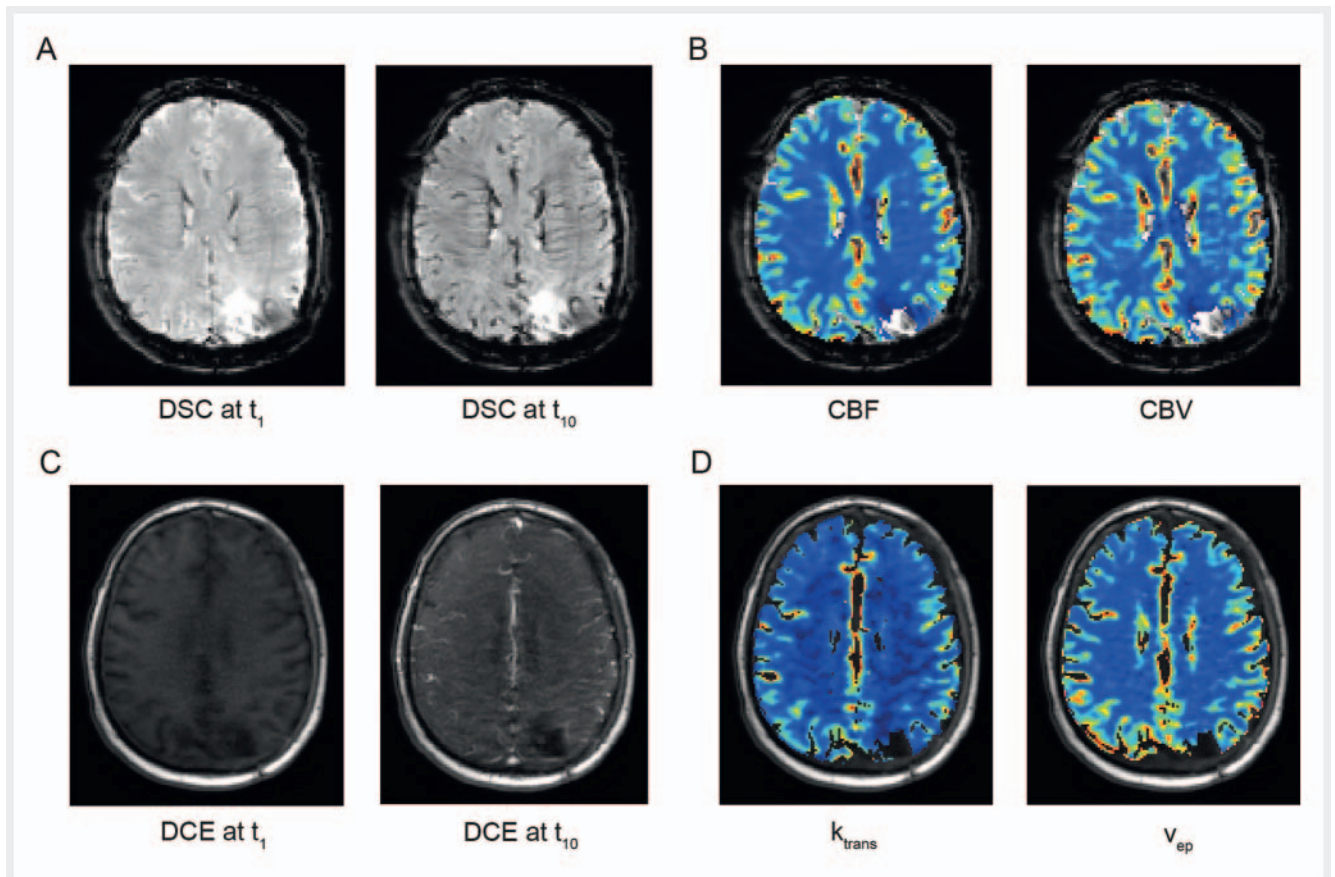 A
B
DSC at t1
DSC at t10
CBF
CBV
C
D
DCE at t1
DCE at t10
ktrans
vep